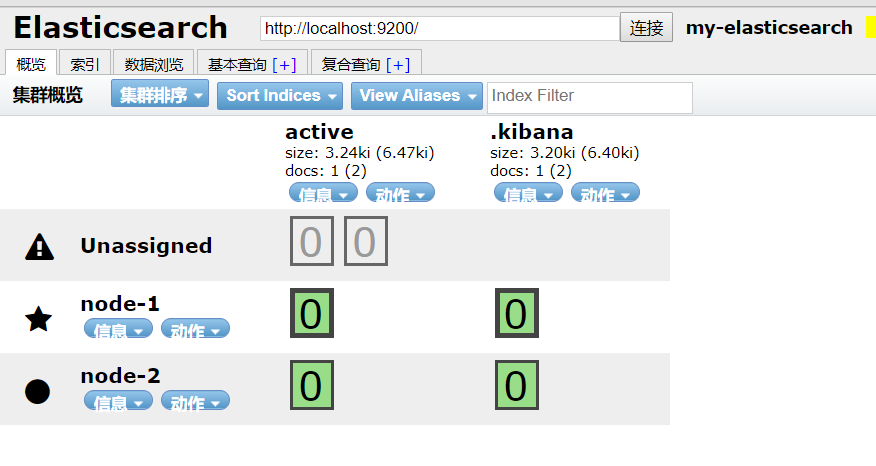 Elasticsearch http://localhost:9200/ 连接 my-elasticsearch
概览 索引 数据浏览 基本查询 [+] 复合查询 [+]
集群概览 集群排序 Sort Indices View Aliases Index Filter
active .kibana
size: 3.24ki (6.47ki) size: 3.20ki (6.40ki)
docs: 1 (2) docs: 1 (2)
信息 动作 信息 动作
Unassigned 0 0
node-1 0 0
信息 动作
node-2 0 0
信息 动作